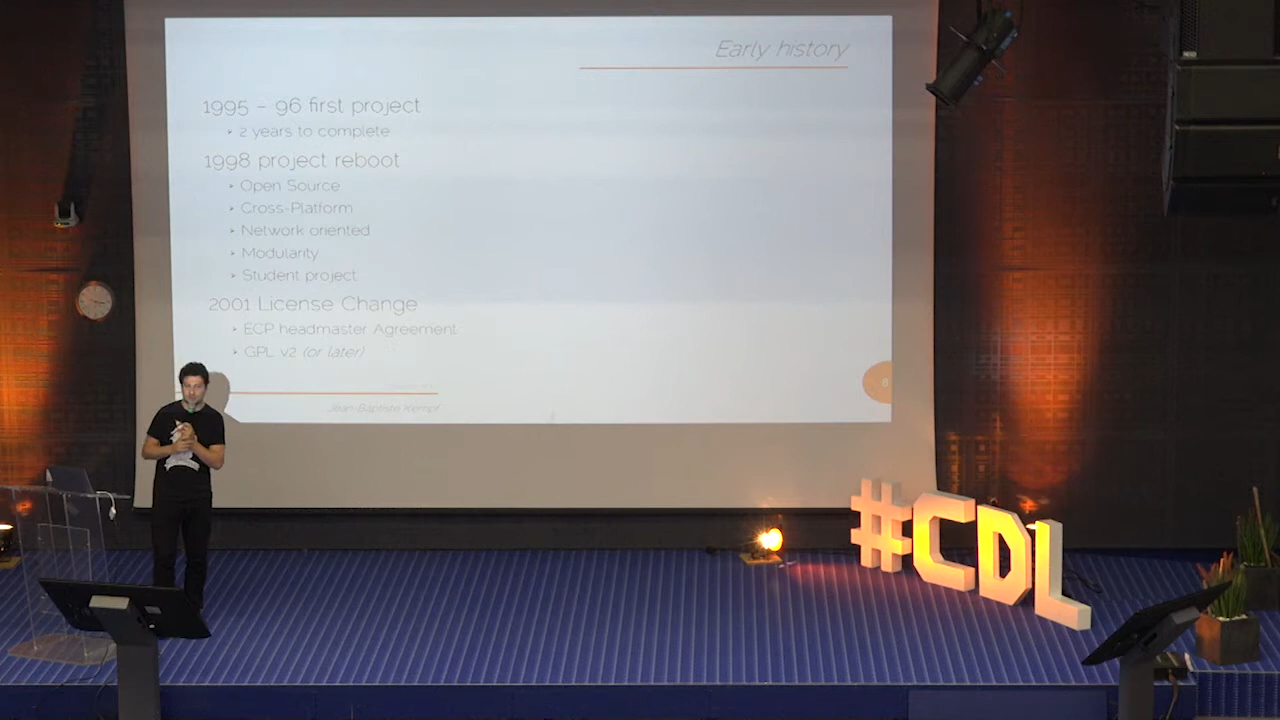 Early history
1995 – 96 first project
➢ 2 years to complete
1998 project reboot
➢ Open Source
➢ Cross-Platform
➢ Network oriented
➢ Modularity
➢ Student project
2001 License Change
➢ ECP headmaster Agreement
➢ GPL v2 (or later)
8
Jean-Baptiste Kempf
#CDL